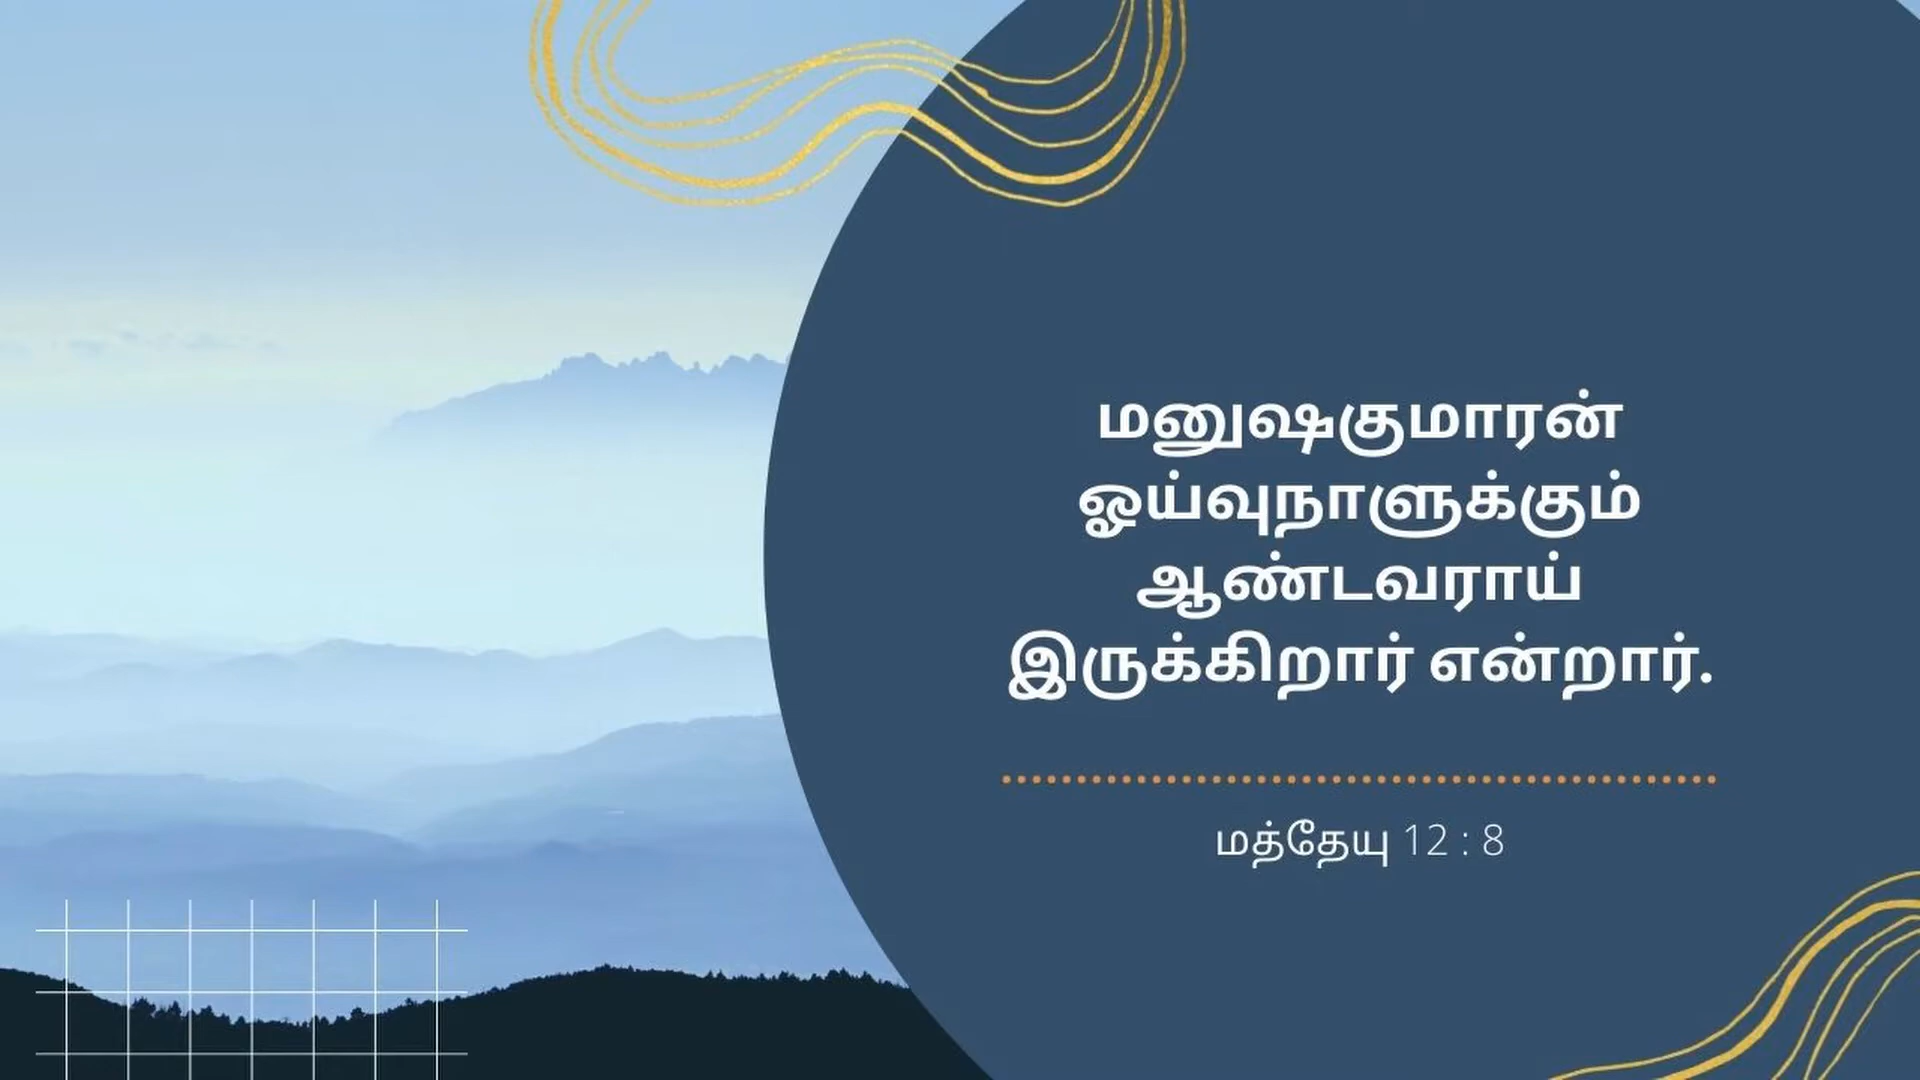 மனுஷகுமாரன்
ஓய்வுநாளுக்கும்
ஆண்டவராய்
இருக்கிறார் என்றார்.
மத்தேயு 12 : 8